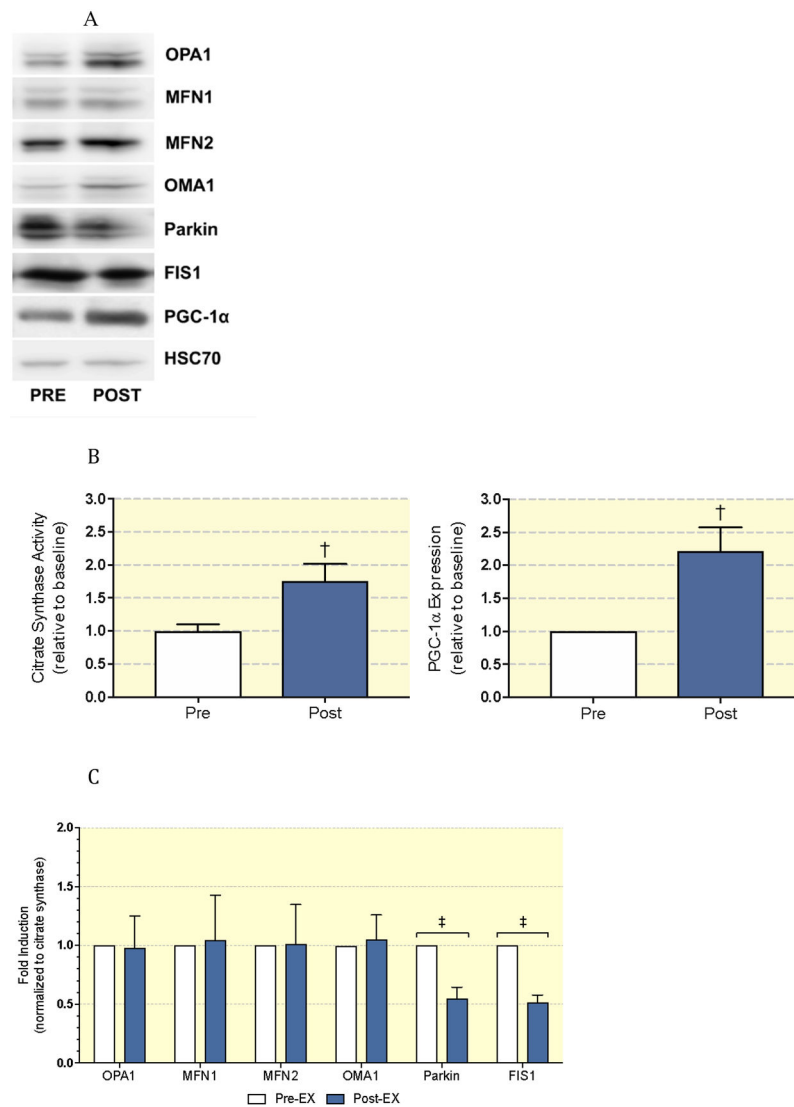 A
OPA1
MFN1
MFN2
OMA1
Parkin
FIS1
PGC-1α
HSC70
PRE POST
B
Citrate Synthase Activity
(relative to baseline)
3.0
2.5
2.0
1.5
1.0
0.5
0.0
†
Pre Post
PGC-1α Expression
(relative to baseline)
3.0
2.5
2.0
1.5
1.0
0.5
0.0
†
Pre Post
C
Fold Induction
(normalized to citrate synthase)
2.0
1.5
1.0
0.5
0.0
‡ ‡
OPA1 MFN1 MFN2 OMA1 Parkin FIS1
Pre-EX Post-EX